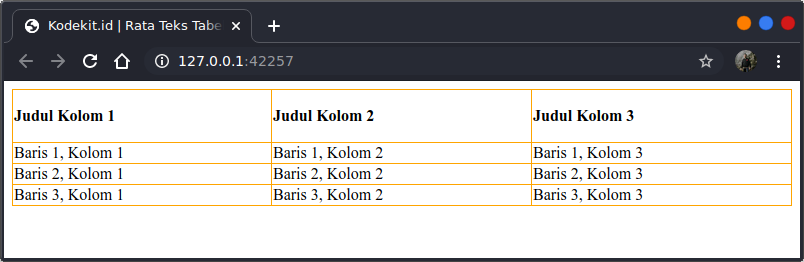 Kodekit.id | Rata Teks Tabe
127.0.0.1:42257
Judul Kolom 1 Judul Kolom 2 Judul Kolom 3
Baris 1, Kolom 1 Baris 1, Kolom 2 Baris 1, Kolom 3
Baris 2, Kolom 1 Baris 2, Kolom 2 Baris 2, Kolom 3
Baris 3, Kolom 1 Baris 3, Kolom 2 Baris 3, Kolom 3